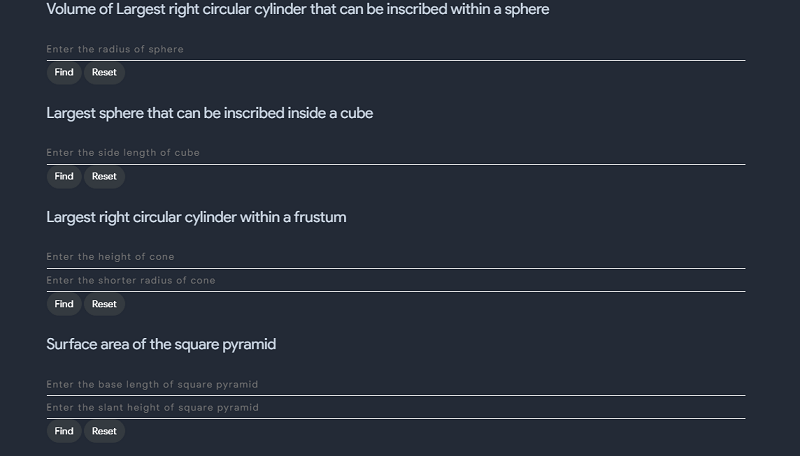 Volume of Largest right circular cylinder that can be inscribed within a sphere
Enter the radius of sphere
Find Reset
Largest sphere that can be inscribed inside a cube
Enter the side length of cube
Find Reset
Largest right circular cylinder within a frustum
Enter the height of cone
Enter the shorter radius of cone
Find Reset
Surface area of the square pyramid
Enter the base length of square pyramid
Enter the slant height of square pyramid
Find Reset